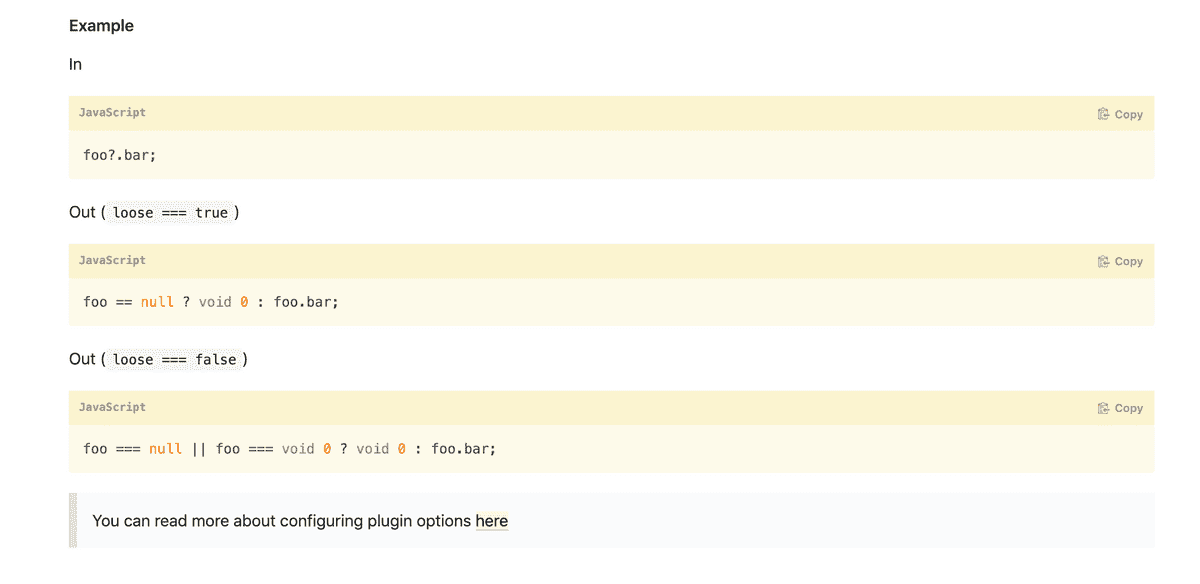 Example
In
JavaScript
Copy
foo?.bar;
Out ( loose === true )
JavaScript
Copy
foo == null ? void 0 : foo.bar;
Out ( loose === false )
JavaScript
Copy
foo === null || foo === void 0 ? void 0 : foo.bar;
You can read more about configuring plugin options here